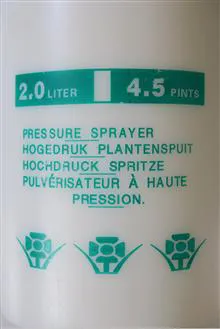 2.0 LITER 4.5 PINTS
PRESSURE SPRAYER
HOGEDRUK PLANTENSPUIT
HOCHDRUCK SPRITZE
PULVÉRISATEUR À HAUTE
PRESSION.